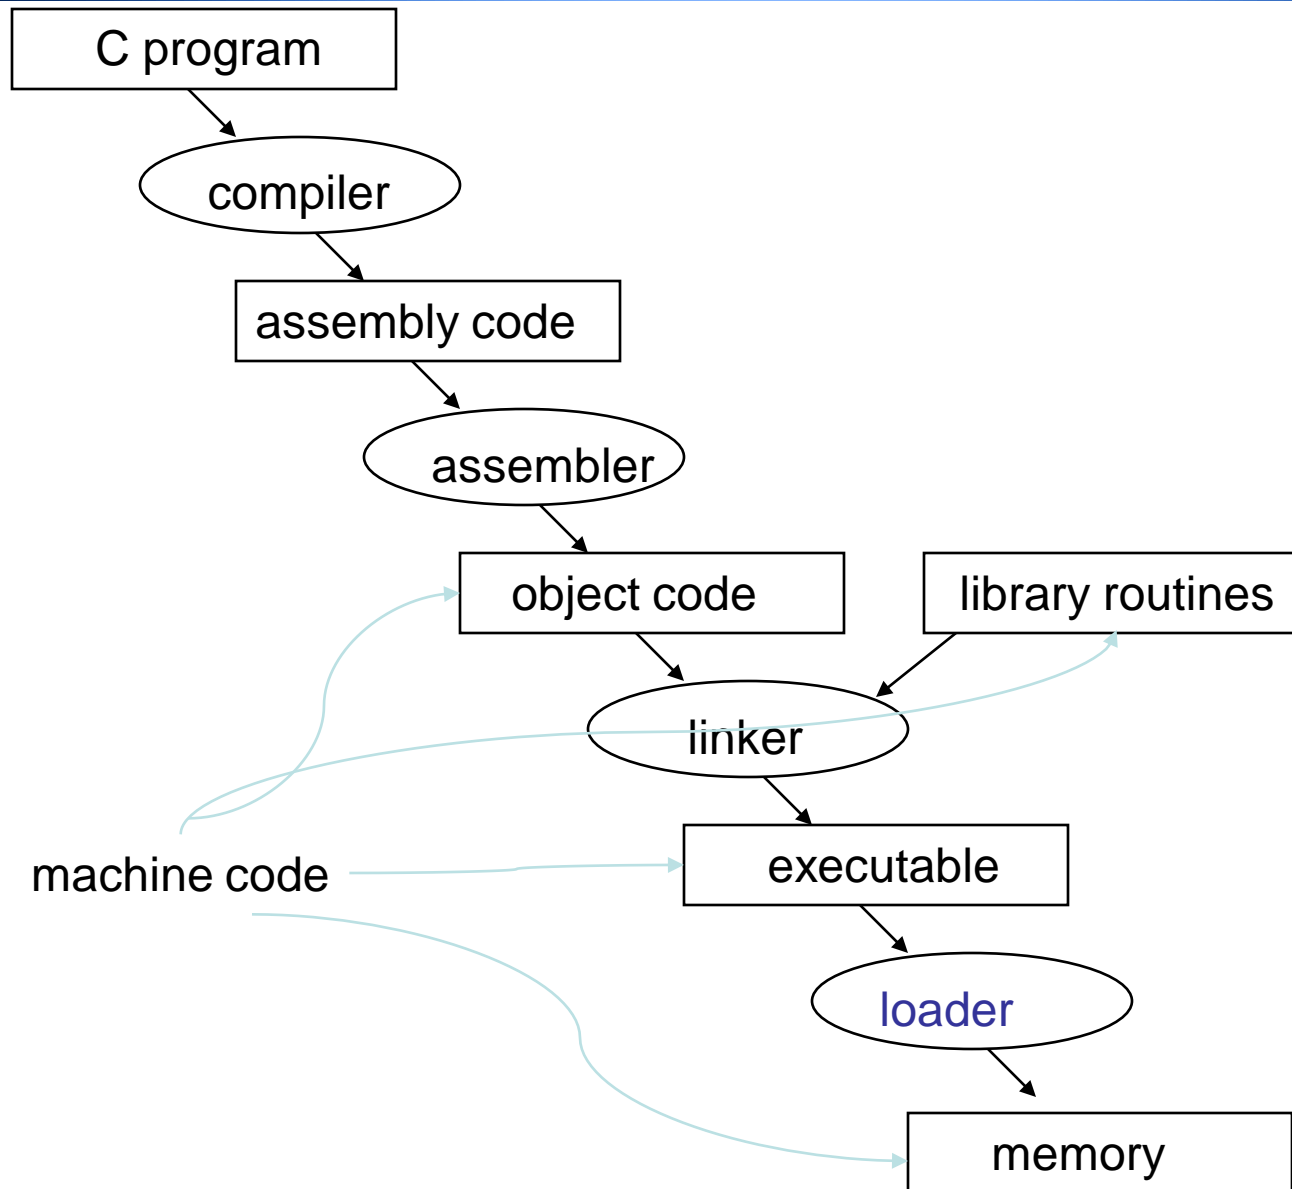 C program
compiler
assembly code
assembler
object code
library routines
linker
machine code
executable
loader
memory